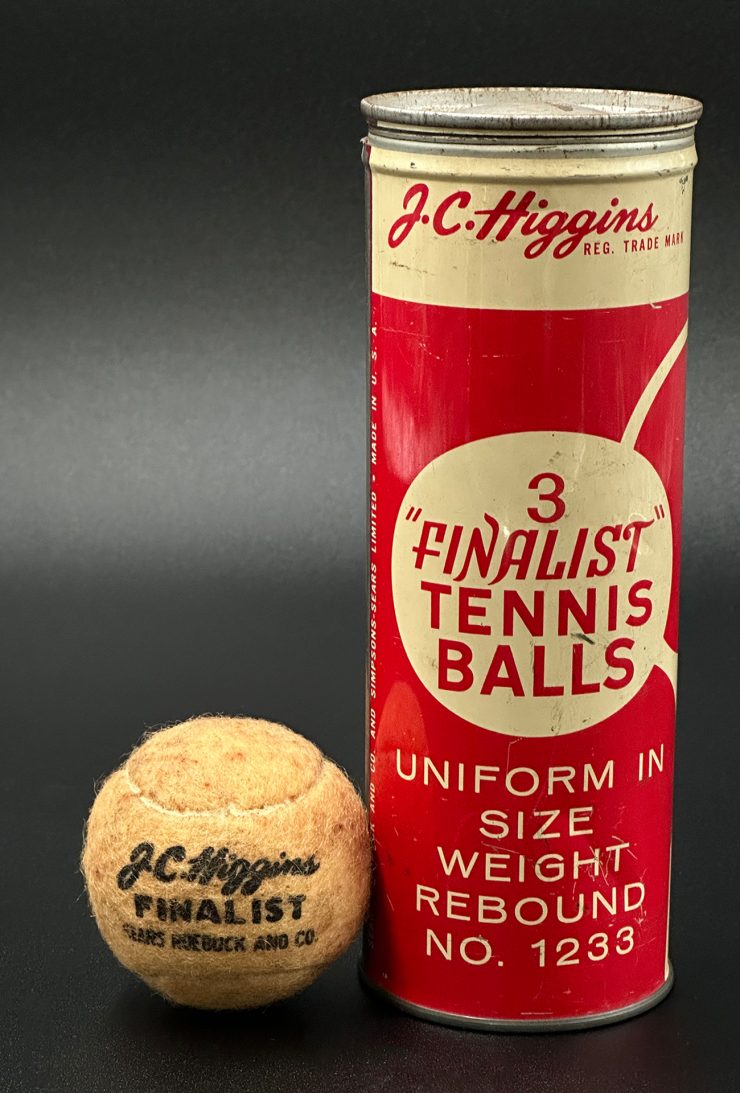 J.C. Higgins
REG. TRADE MARK
3
"FINALIST"
TENNIS
BALLS
UNIFORM IN
SIZE
WEIGHT
REBOUND
NO. 1233
AND CO. AND SIMPSONS-SEARS LIMITED • MADE IN U. S. A.
J.C. Higgins
FINALIST
SEARS ROEBUCK AND CO.